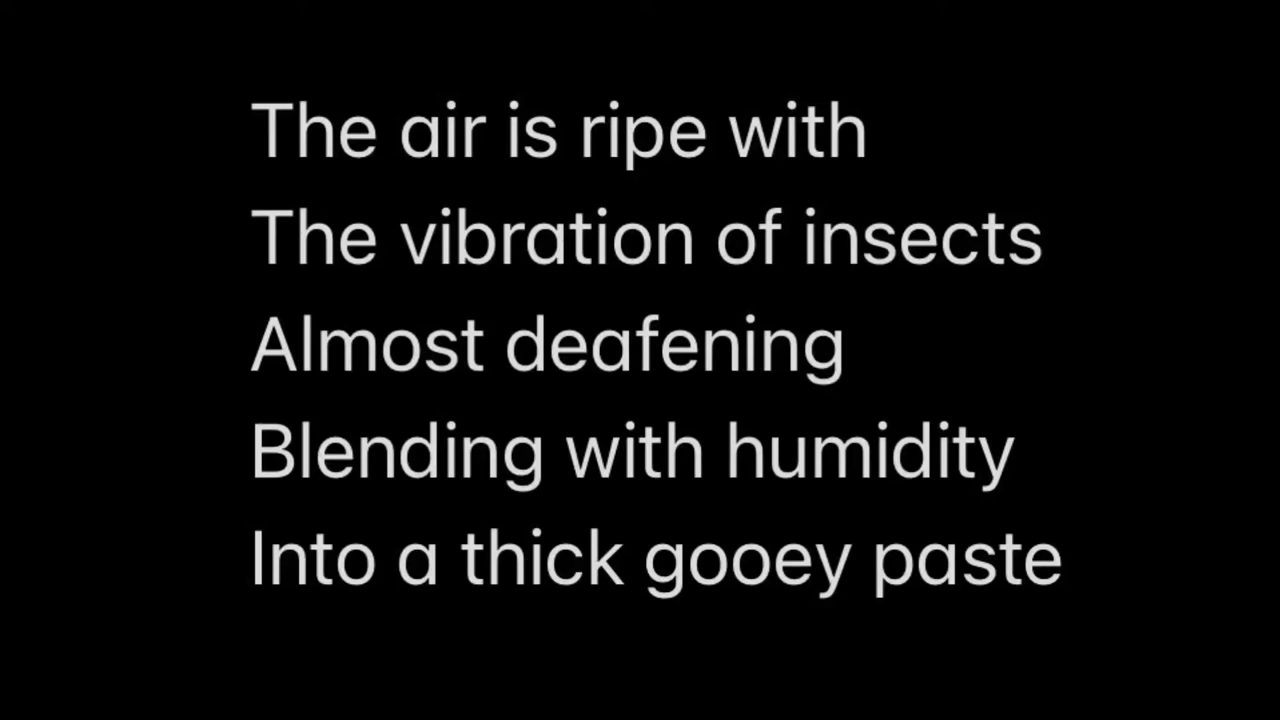 The air is ripe with
The vibration of insects
Almost deafening
Blending with humidity
Into a thick gooey paste